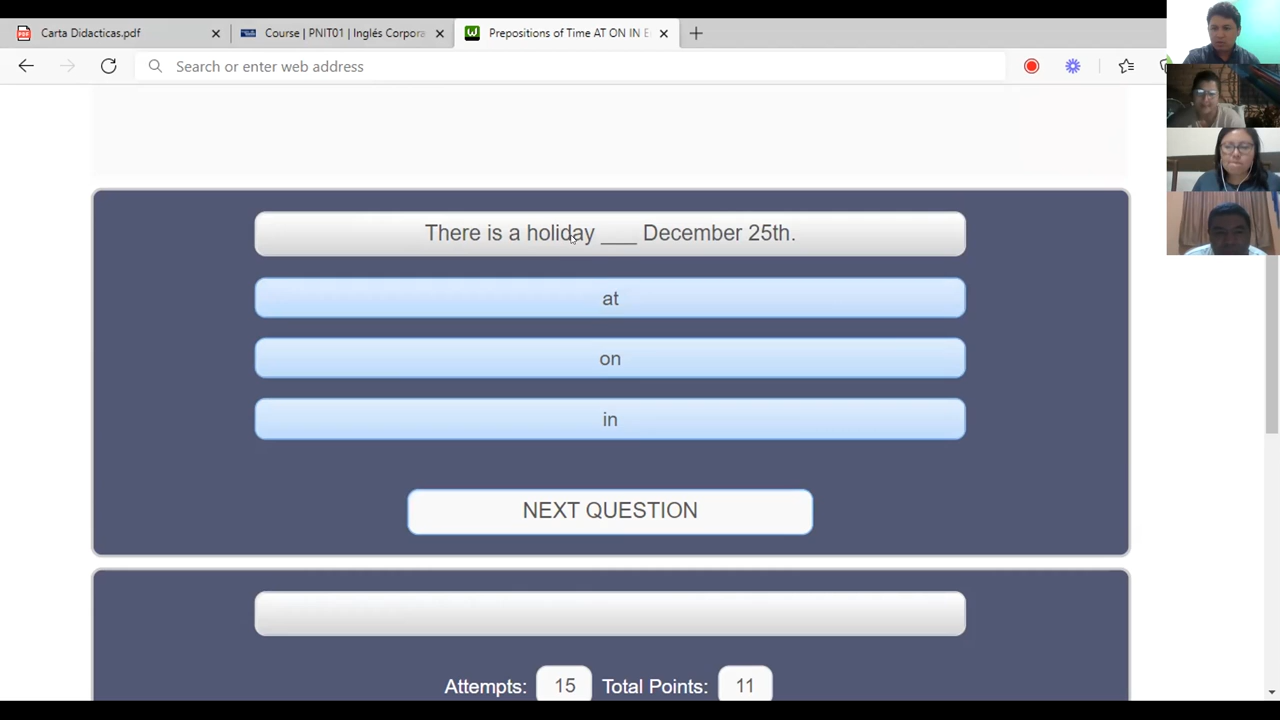 Carta Didacticas.pdf
Course | PNIT01 | Inglés Corpora
Prepositions of Time AT ON IN E
Search or enter web address
There is a holiday ___ December 25th.
at
on
in
NEXT QUESTION
Attempts: 15 Total Points: 11